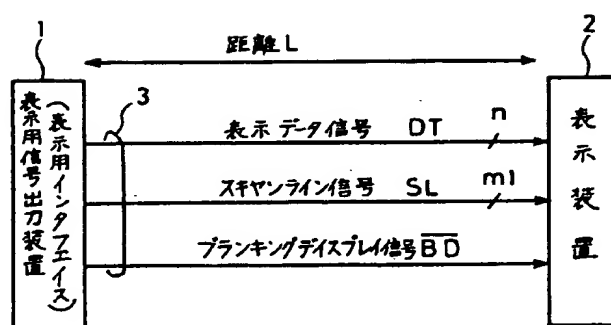 1
2
距離L
3
表示用信号出力装置
(表示用インタフェイス)
表示データ信号 DT n
スキャンライン信号 SL m1
ブランキングディスプレイ信号 B̅D̅
表示装置